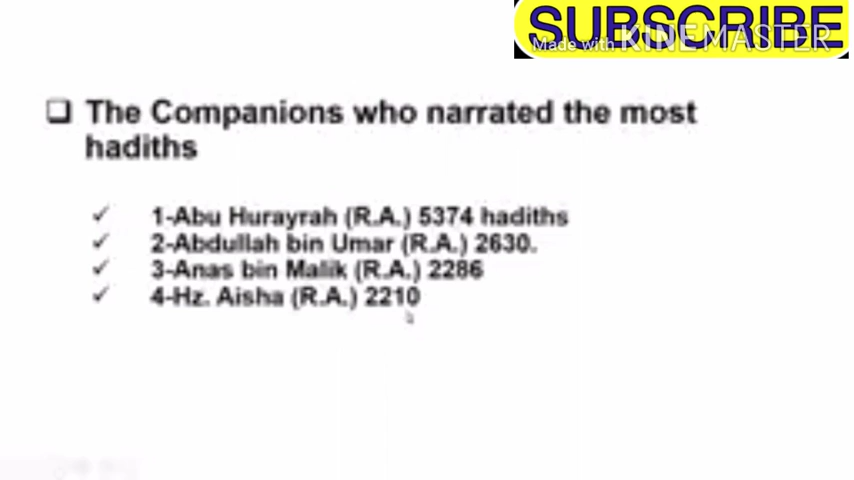 SUBSCRIBE
Made with KINEMASTER
❑ The Companions who narrated the most
hadiths
✓ 1-Abu Hurayrah (R.A.) 5374 hadiths
✓ 2-Abdullah bin Umar (R.A.) 2630.
✓ 3-Anas bin Malik (R.A.) 2286
✓ 4-Hz. Aisha (R.A.) 2210